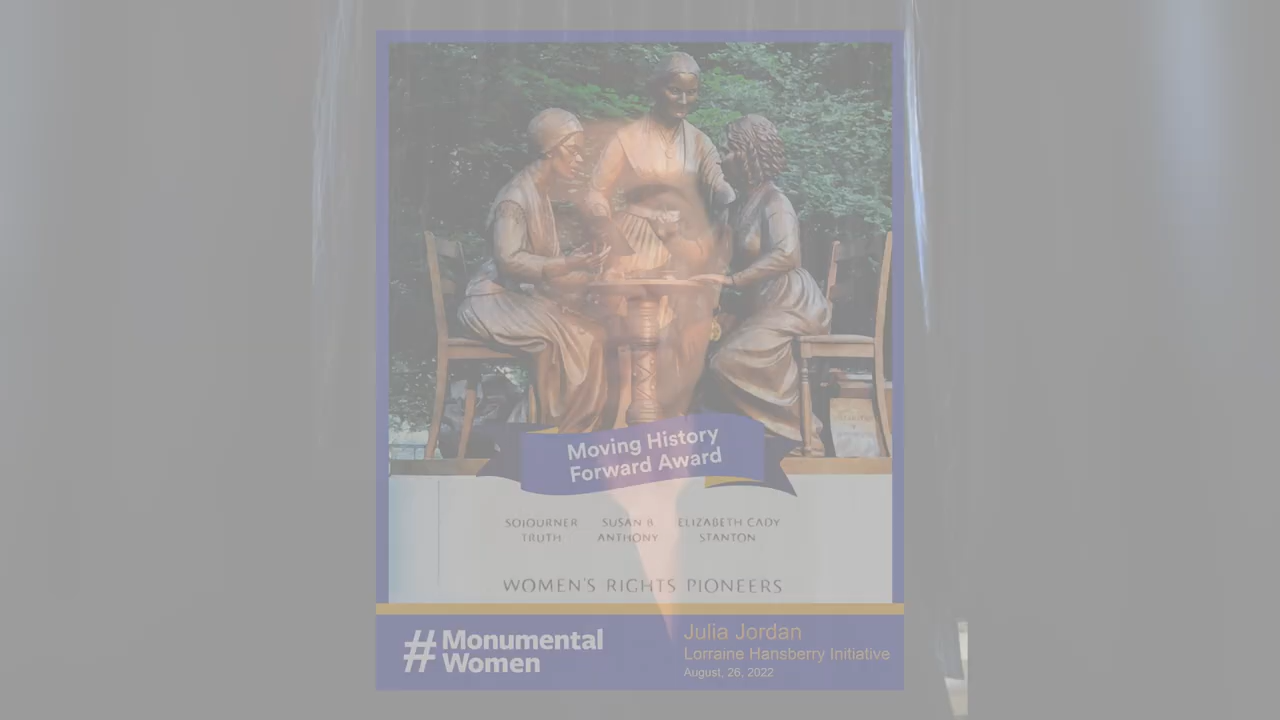 Moving History
Forward Award
SOJOURNER TRUTH
SUSAN B ANTHONY
ELIZABETH CADY STANTON
WOMEN'S RIGHTS PIONEERS
#Monumental
Women
Julia Jordan
Lorraine Hansberry Initiative
August, 26, 2022